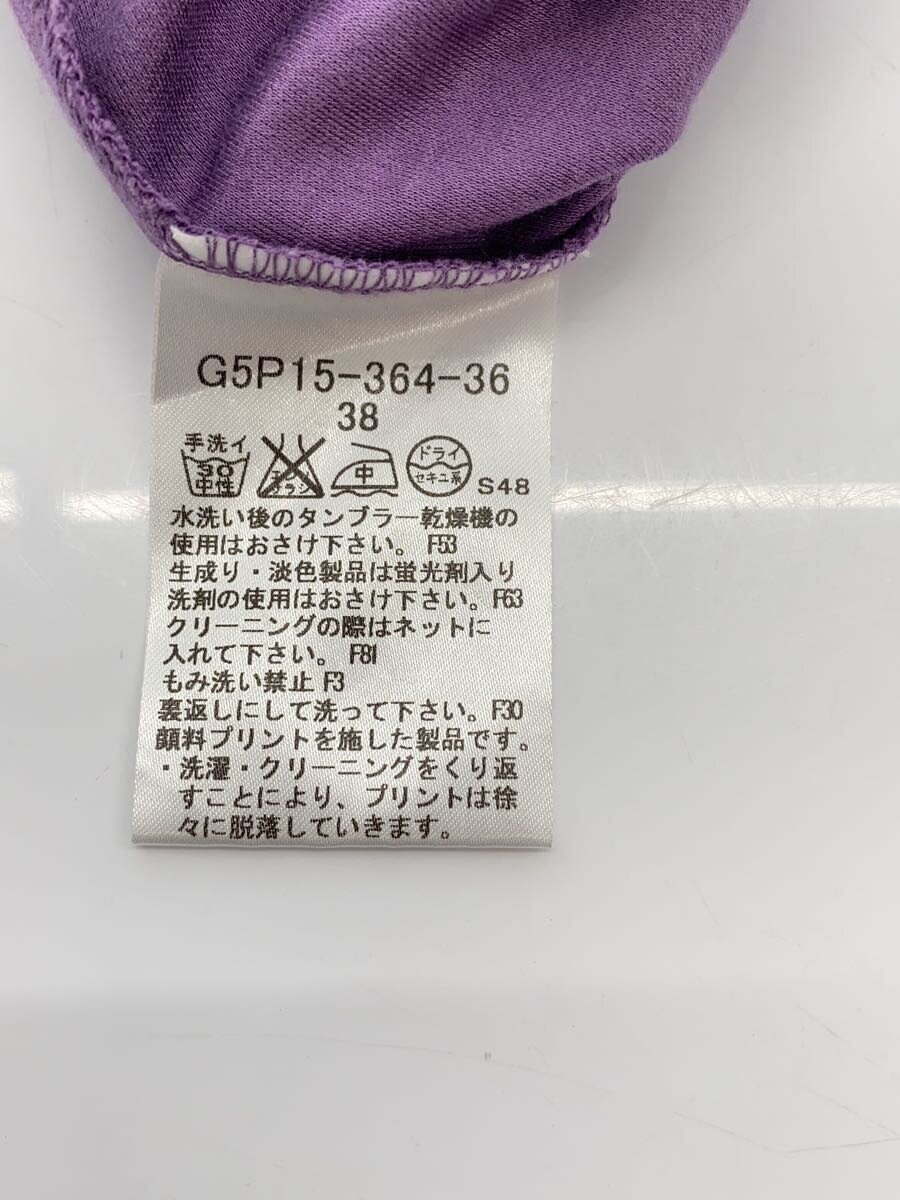 G5P15-364-36
38
手洗イ
30
中性
エンソ
サラシ
中
ドライ
セキユ系
S48
水洗い後のタンブラー乾燥機の
使用はおさけ下さい。 F53
生成り・淡色製品は蛍光剤入り
洗剤の使用はおさけ下さい。F63
クリーニングの際はネットに
入れて下さい。 F81
もみ洗い禁止 F3
裏返しにして洗って下さい。F30
顔料プリントを施した製品です。
・洗濯・クリーニングをくり返
すことにより、プリントは徐
々に脱落していきます。